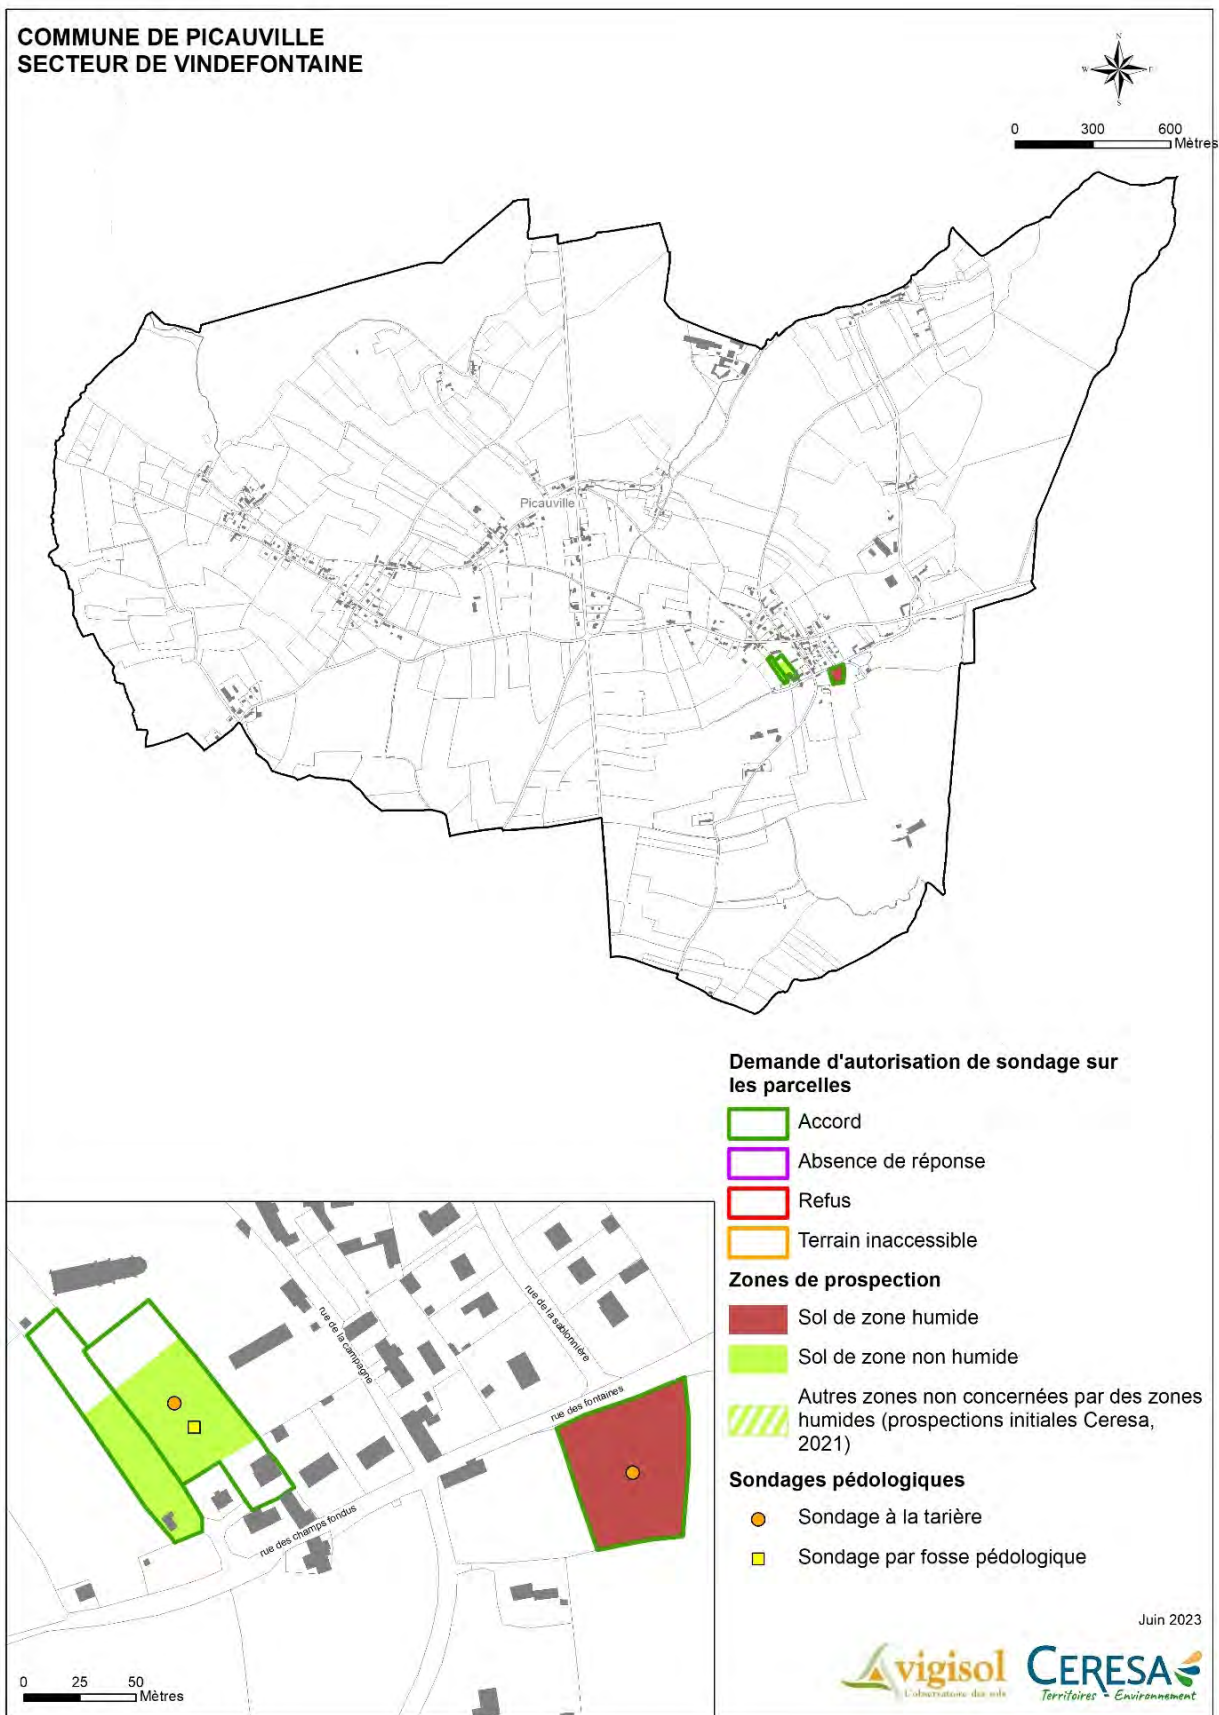 COMMUNE DE PICAUVILLE
SECTEUR DE VINDEFONTAINE
N
W
E
S
0 300 600
Mètres
Picauville
Demande d'autorisation de sondage sur
les parcelles
Accord
Absence de réponse
Refus
Terrain inaccessible
Zones de prospection
Sol de zone humide
Sol de zone non humide
Autres zones non concernées par des zones
humides (prospections initiales Ceresa,
2021)
Sondages pédologiques
Sondage à la tarière
Sondage par fosse pédologique
rue de la campagne
rue de la sablonnière
rue des fontaines
rue des champs fondus
0 25 50
Mètres
Juin 2023
vigisol
L'observatoire des sols
CERESA
Territoires - Environnement